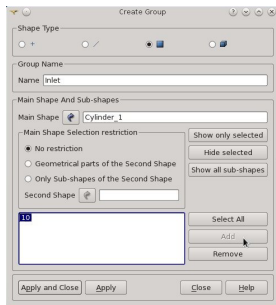 Create Group
Shape Type
Group Name
Name Inlet
Main Shape And Sub-shapes
Main Shape Cylinder_1
Main Shape Selection restriction
No restriction
Geometrical parts of the Second Shape
Only Sub-shapes of the Second Shape
Second Shape
Show only selected
Hide selected
Show all sub-shapes
10
Select All
Add
Remove
Apply and Close Apply Close Help